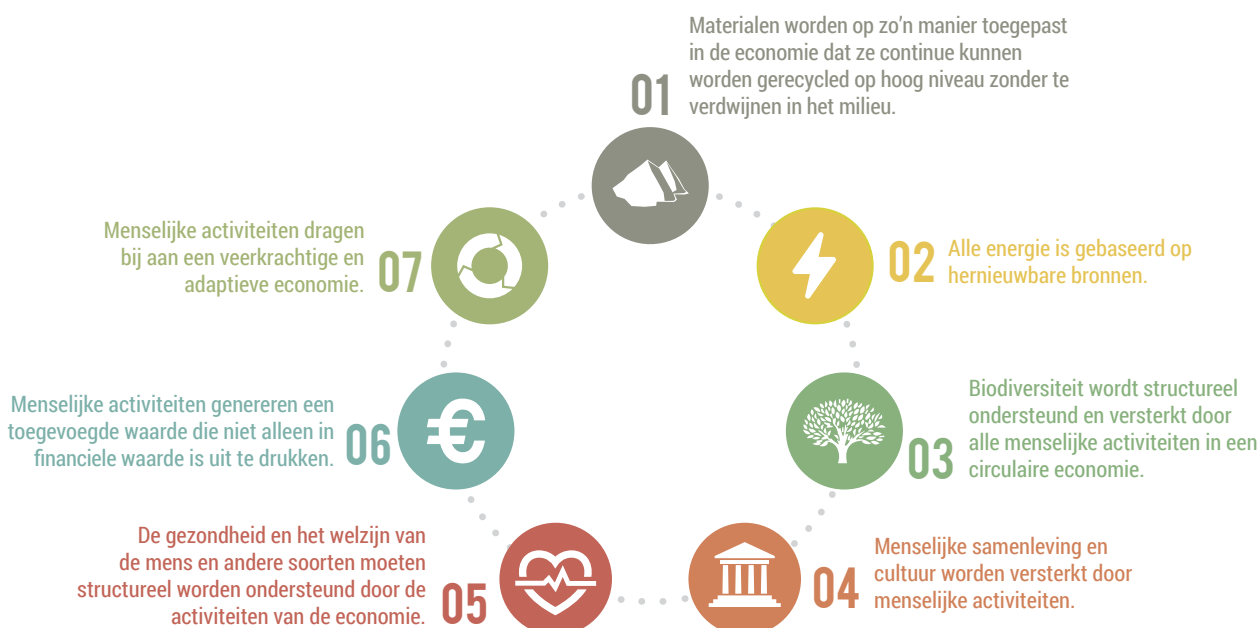 01
Materialen worden op zo'n manier toegepast
in de economie dat ze continue kunnen
worden gerecycled op hoog niveau zonder te
verdwijnen in het milieu.
02
Alle energie is gebaseerd op
hernieuwbare bronnen.
03
Biodiversiteit wordt structureel
ondersteund en versterkt door
alle menselijke activiteiten in een
circulaire economie.
04
Menselijke samenleving en
cultuur worden versterkt door
menselijke activiteiten.
05
De gezondheid en het welzijn van
de mens en andere soorten moeten
structureel worden ondersteund door de
activiteiten van de economie.
06
Menselijke activiteiten genereren een
toegevoegde waarde die niet alleen in
financiele waarde is uit te drukken.
€
07
Menselijke activiteiten dragen
bij aan een veerkrachtige en
adaptieve economie.